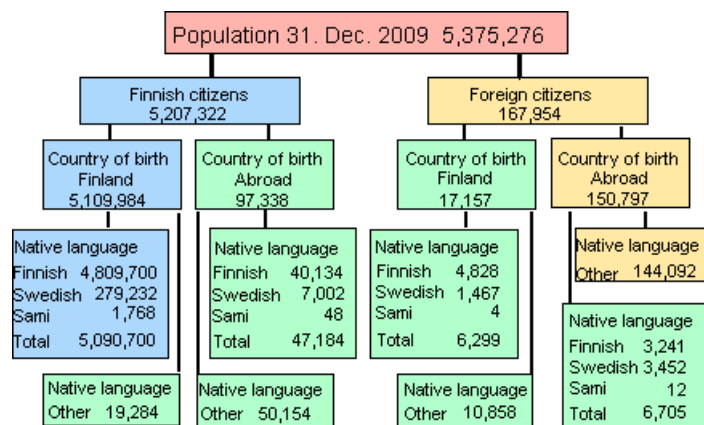 Population 31. Dec. 2009 5,375,276
Finnish citizens
5,207,322
Foreign citizens
167,954
Country of birth
Finland
5,109,984
Country of birth
Abroad
97,338
Country of birth
Finland
17,157
Country of birth
Abroad
150,797
Native language
Finnish 4,809,700
Swedish 279,232
Sami 1,768
Total 5,090,700
Native language
Finnish 40,134
Swedish 7,002
Sami 48
Total 47,184
Native language
Finnish 4,828
Swedish 1,467
Sami 4
Total 6,299
Native language
Other 144,092
Native language
Finnish 3,241
Swedish 3,452
Sami 12
Total 6,705
Native language
Other 19,284
Native language
Other 50,154
Native language
Other 10,858